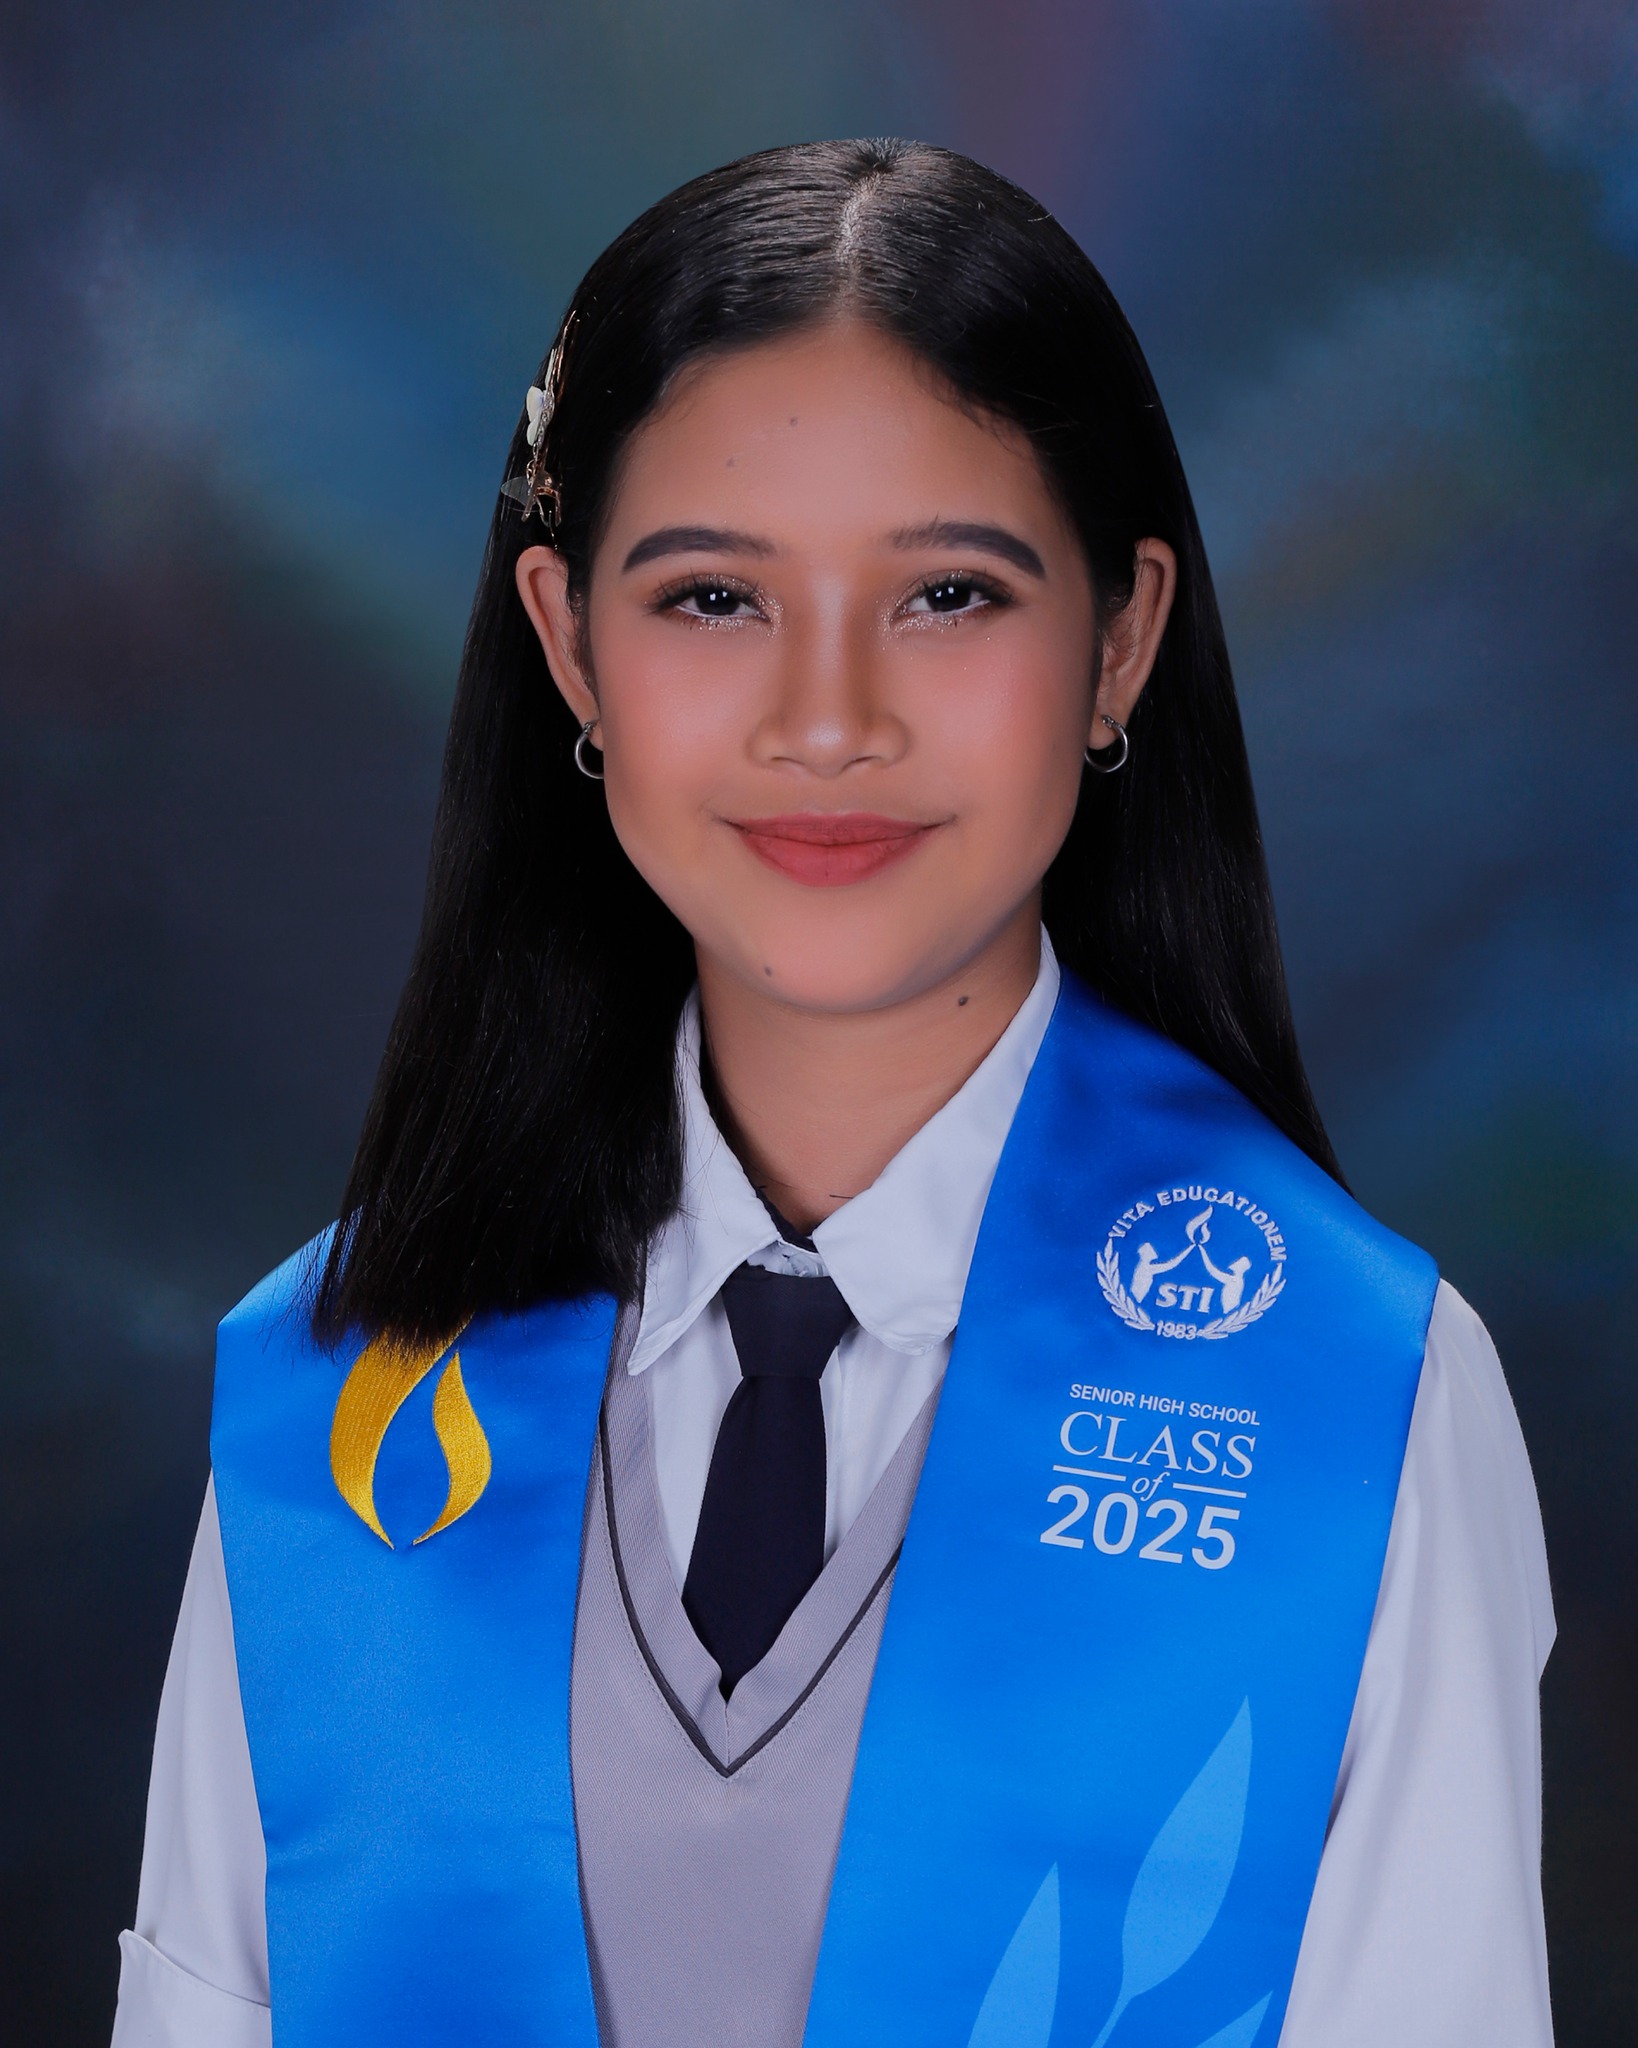 VITA EDUCATIONEM
STI
1983
SENIOR HIGH SCHOOL
CLASS
of
2025